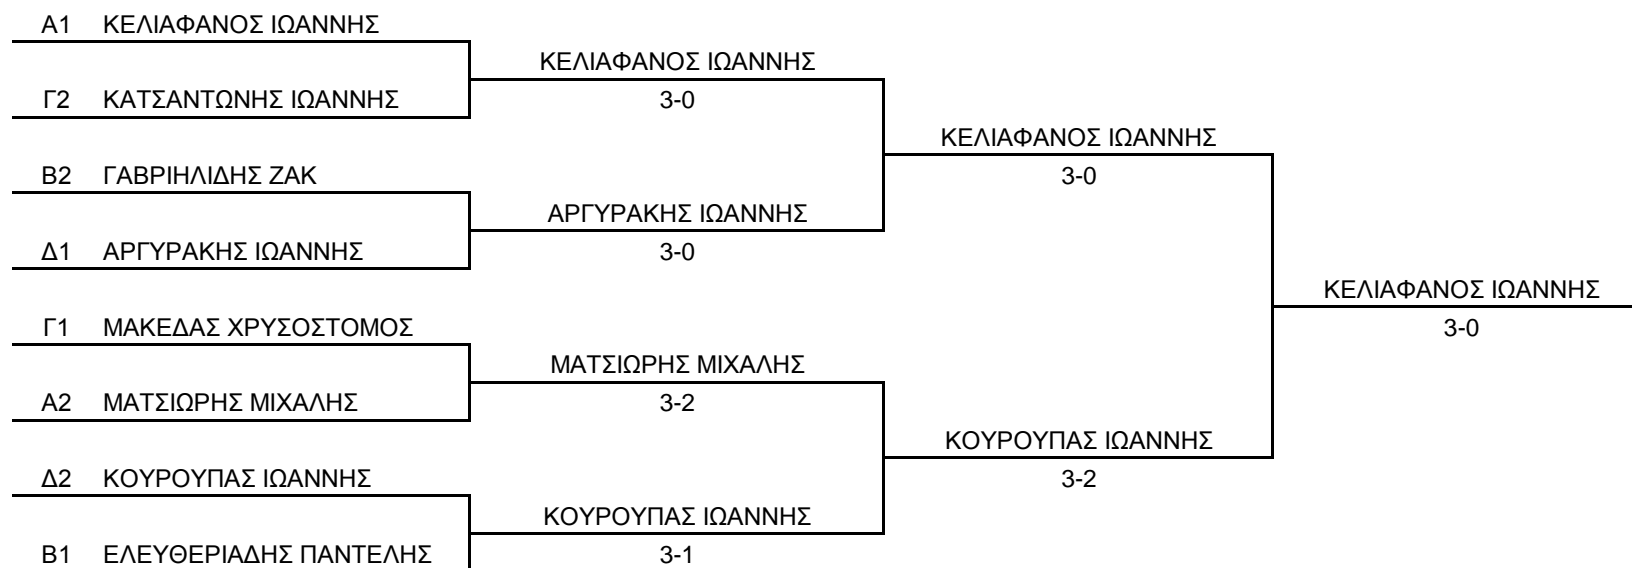 Α1 ΚΕΛΙΑΦΑΝΟΣ ΙΩΑΝΝΗΣ
ΚΕΛΙΑΦΑΝΟΣ ΙΩΑΝΝΗΣ
Γ2 ΚΑΤΣΑΝΤΩΝΗΣ ΙΩΑΝΝΗΣ
3-0
ΚΕΛΙΑΦΑΝΟΣ ΙΩΑΝΝΗΣ
Β2 ΓΑΒΡΙΗΛΙΔΗΣ ΖΑΚ
3-0
ΑΡΓΥΡΑΚΗΣ ΙΩΑΝΝΗΣ
Δ1 ΑΡΓΥΡΑΚΗΣ ΙΩΑΝΝΗΣ
3-0
ΚΕΛΙΑΦΑΝΟΣ ΙΩΑΝΝΗΣ
Γ1 ΜΑΚΕΔΑΣ ΧΡΥΣΟΣΤΟΜΟΣ
3-0
ΜΑΤΣΙΩΡΗΣ ΜΙΧΑΛΗΣ
Α2 ΜΑΤΣΙΩΡΗΣ ΜΙΧΑΛΗΣ
3-2
ΚΟΥΡΟΥΠΑΣ ΙΩΑΝΝΗΣ
Δ2 ΚΟΥΡΟΥΠΑΣ ΙΩΑΝΝΗΣ
3-2
ΚΟΥΡΟΥΠΑΣ ΙΩΑΝΝΗΣ
Β1 ΕΛΕΥΘΕΡΙΑΔΗΣ ΠΑΝΤΕΛΗΣ
3-1